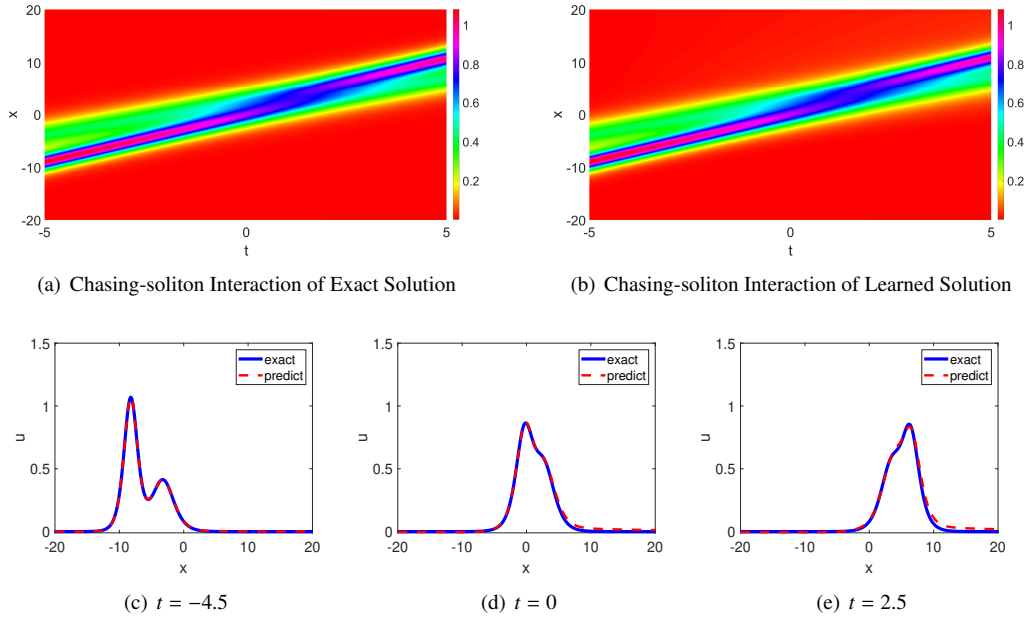 20
10
0
-10
-20
x
-5
0
5
t
1
0.8
0.6
0.4
0.2
20
10
0
-10
-20
x
-5
0
5
t
1
0.8
0.6
0.4
0.2
(a) Chasing-soliton Interaction of Exact Solution
(b) Chasing-soliton Interaction of Learned Solution
1.5
1
0.5
0
u
-20
-10
0
10
20
x
exact
predict
1.5
1
0.5
0
u
-20
-10
0
10
20
x
exact
predict
1.5
1
0.5
0
u
-20
-10
0
10
20
x
exact
predict
(c) t = −4.5
(d) t = 0
(e) t = 2.5